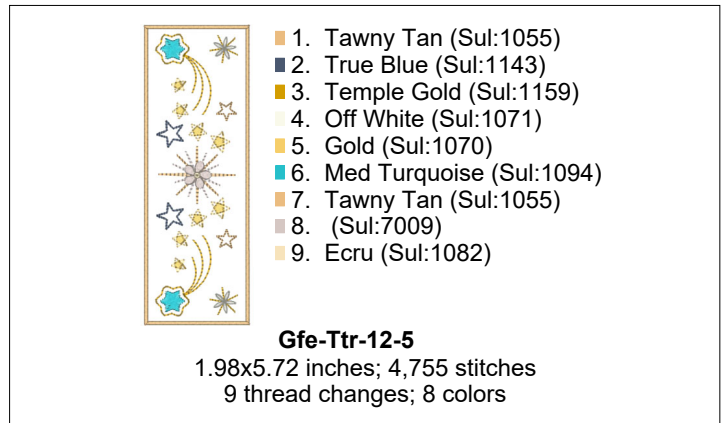 1. Tawny Tan (Sul:1055)
2. True Blue (Sul:1143)
3. Temple Gold (Sul:1159)
4. Off White (Sul:1071)
5. Gold (Sul:1070)
6. Med Turquoise (Sul:1094)
7. Tawny Tan (Sul:1055)
8. (Sul:7009)
9. Ecru (Sul:1082)
Gfe-Ttr-12-5
1.98x5.72 inches; 4,755 stitches
9 thread changes; 8 colors